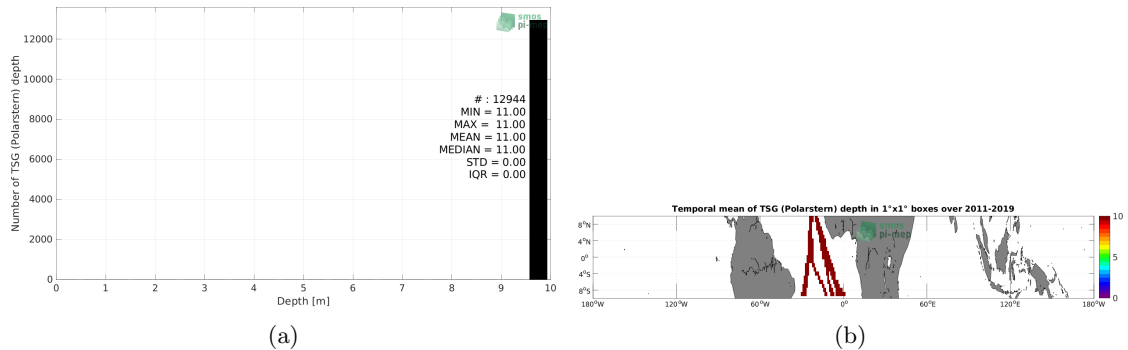 smos
pi-mep
12000
10000
8000
6000
4000
2000
0
Number of TSG (Polarstern) depth
# : 12944
MIN = 11.00
MAX = 11.00
MEAN = 11.00
MEDIAN = 11.00
STD = 0.00
IQR = 0.00
0 1 2 3 4 5 6 7 8 9 10
Depth [m]
(a)
Temporal mean of TSG (Polarstern) depth in 1°x1° boxes over 2011-2019
smos
pi-mep
8°N
4°N
0°
4°S
8°S
180°W 120°W 60°W 0°E 60°E 120°E 180°E
10
5
0
(b)